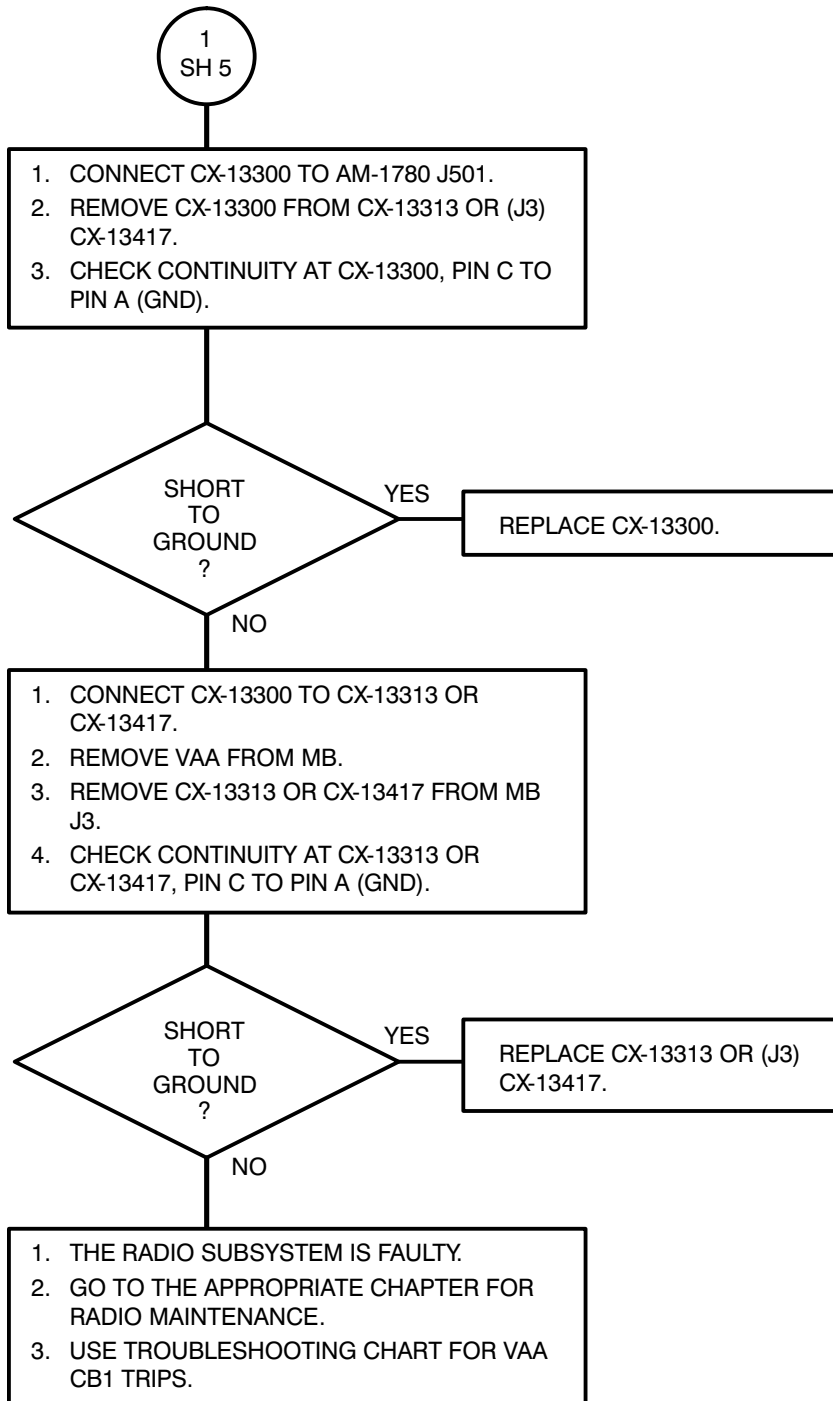 1
SH 5
1. CONNECT CX-13300 TO AM-1780 J501.
2. REMOVE CX-13300 FROM CX-13313 OR (J3)
CX-13417.
3. CHECK CONTINUITY AT CX-13300, PIN C TO
PIN A (GND).
SHORT
TO
GROUND
?
YES
REPLACE CX-13300.
NO
1. CONNECT CX-13300 TO CX-13313 OR
CX-13417.
2. REMOVE VAA FROM MB.
3. REMOVE CX-13313 OR CX-13417 FROM MB
J3.
4. CHECK CONTINUITY AT CX-13313 OR
CX-13417, PIN C TO PIN A (GND).
SHORT
TO
GROUND
?
YES
REPLACE CX-13313 OR (J3)
CX-13417.
NO
1. THE RADIO SUBSYSTEM IS FAULTY.
2. GO TO THE APPROPRIATE CHAPTER FOR
RADIO MAINTENANCE.
3. USE TROUBLESHOOTING CHART FOR VAA
CB1 TRIPS.